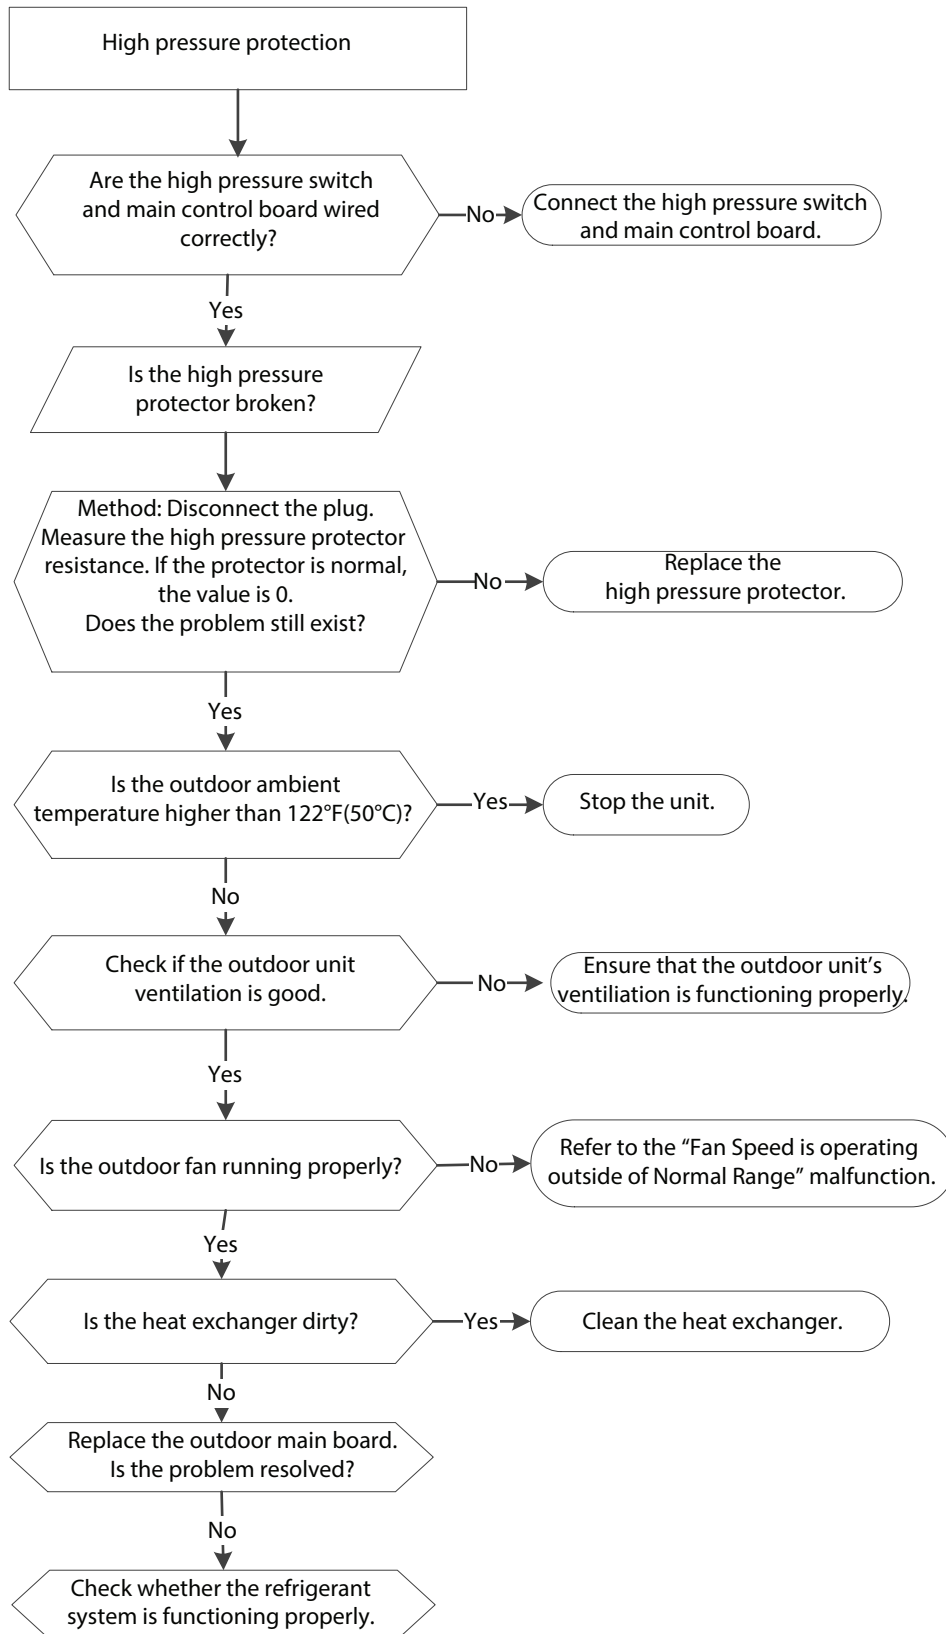 High pressure protection
Are the high pressure switch
and main control board wired
correctly?
No
Connect the high pressure switch
and main control board.
Yes
Is the high pressure
protector broken?
Method: Disconnect the plug.
Measure the high pressure protector
resistance. If the protector is normal,
the value is 0.
Does the problem still exist?
No
Replace the
high pressure protector.
Yes
Is the outdoor ambient
temperature higher than 122°F(50°C)?
Yes
Stop the unit.
No
Check if the outdoor unit
ventilation is good.
No
Ensure that the outdoor unit's
ventiliation is functioning properly.
Yes
Is the outdoor fan running properly?
No
Refer to the “Fan Speed is operating
outside of Normal Range” malfunction.
Yes
Is the heat exchanger dirty?
Yes
Clean the heat exchanger.
No
Replace the outdoor main board.
Is the problem resolved?
No
Check whether the refrigerant
system is functioning properly.